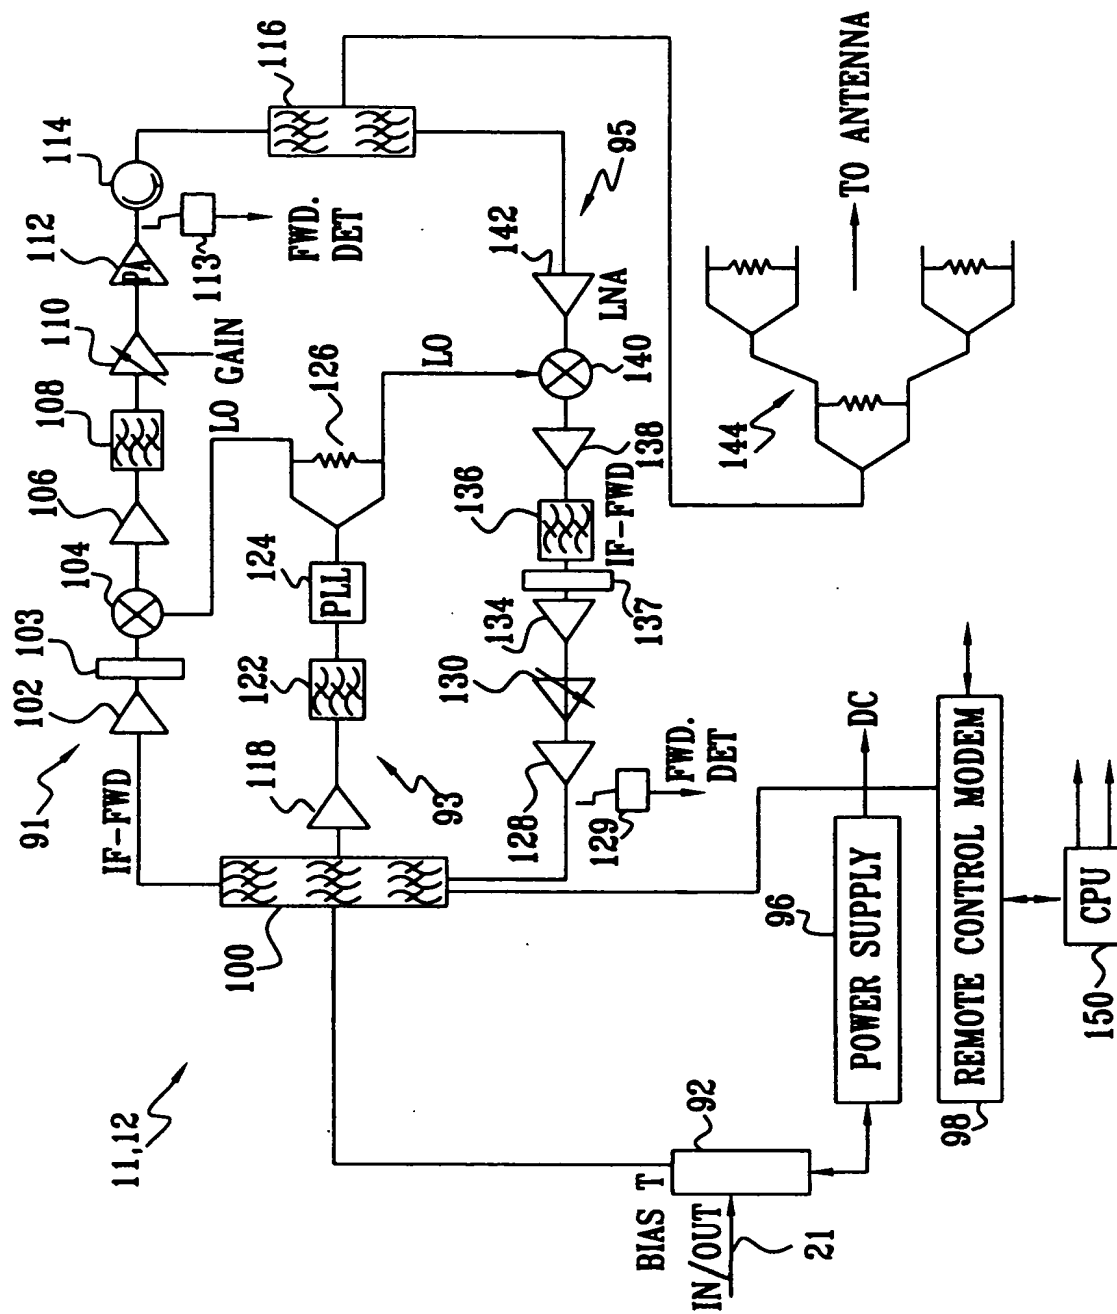 11,12
91
IF-FWD
102
103
104
106
108
110
GAIN
112
PA
113
FWD.
DET
114
116
LO
118
93
122
124
PLL
126
LO
100
128
129
FWD.
DET
130
134
137
136
IF-FWD
138
140
142
LNA
95
144
TO ANTENNA
BIAS T
IN/OUT
21
92
96
POWER SUPPLY
DC
98
REMOTE CONTROL MODEM
150
CPU